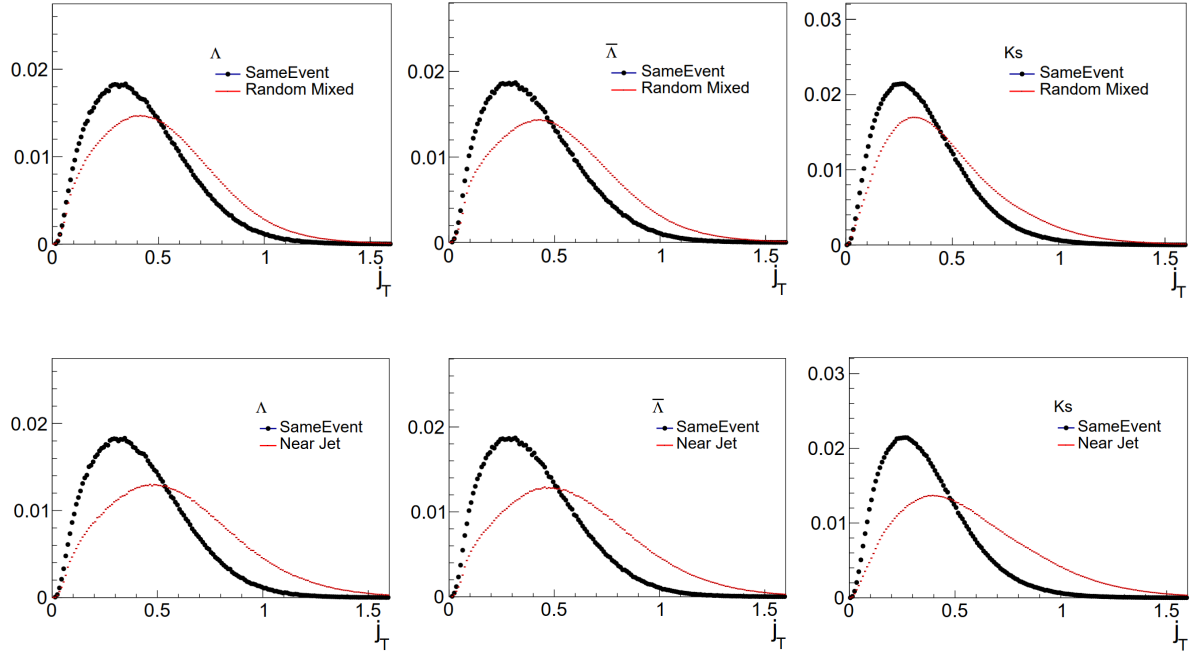 Λ
SameEvent
Random Mixed
0.02
0.01
0
0 0.5 1 1.5
j_T
Λ̅
SameEvent
Random Mixed
0.02
0.01
0
0 0.5 1 1.5
j_T
Ks
SameEvent
Random Mixed
0.03
0.02
0.01
0
0 0.5 1 1.5
j_T
Λ
SameEvent
Near Jet
0.02
0.01
0
0 0.5 1 1.5
j_T
Λ̅
SameEvent
Near Jet
0.02
0.01
0
0 0.5 1 1.5
j_T
Ks
SameEvent
Near Jet
0.03
0.02
0.01
0
0 0.5 1 1.5
j_T